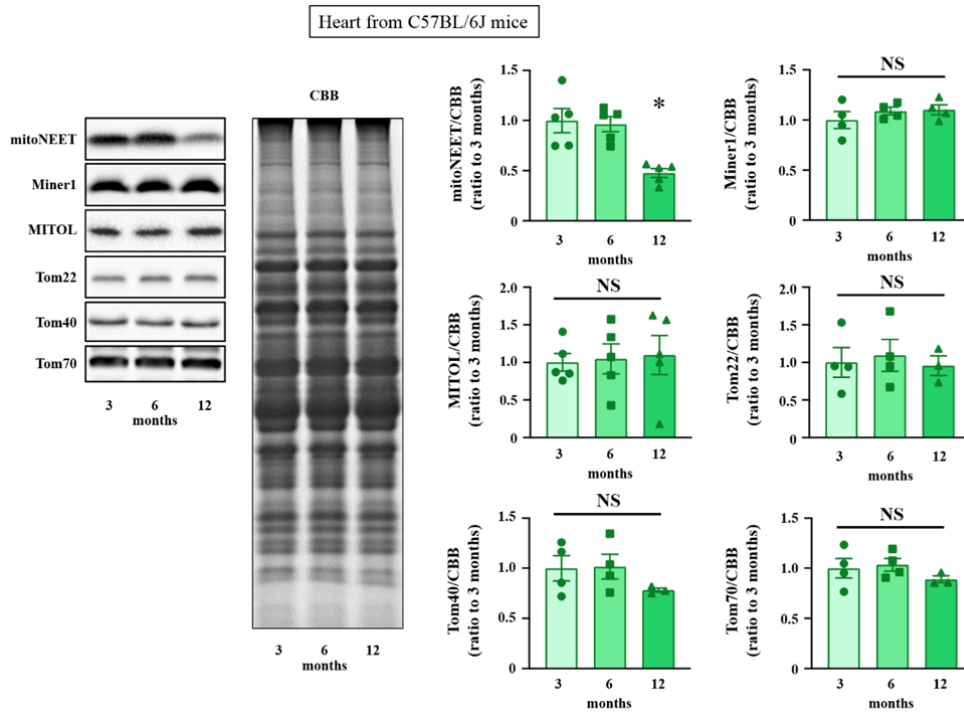 Heart from C57BL/6J mice
CBB
mitoNEET
Miner1
MITOL
Tom22
Tom40
Tom70
3 6 12
months
3 6 12
months
mitoNEET/CBB
(ratio to 3 months)
1.5
1.0
0.5
0
*
3 6 12
months
Miner1/CBB
(ratio to 3 months)
1.5
1.0
0.5
0
NS
3 6 12
months
MITOL/CBB
(ratio to 3 months)
2.0
1.5
1.0
0.5
0
NS
3 6 12
months
Tom22/CBB
(ratio to 3 months)
2.0
1.5
1.0
0.5
0
NS
3 6 12
months
Tom40/CBB
(ratio to 3 months)
1.5
1.0
0.5
0
NS
3 6 12
months
Tom70/CBB
(ratio to 3 months)
1.5
1.0
0.5
0
NS
3 6 12
months